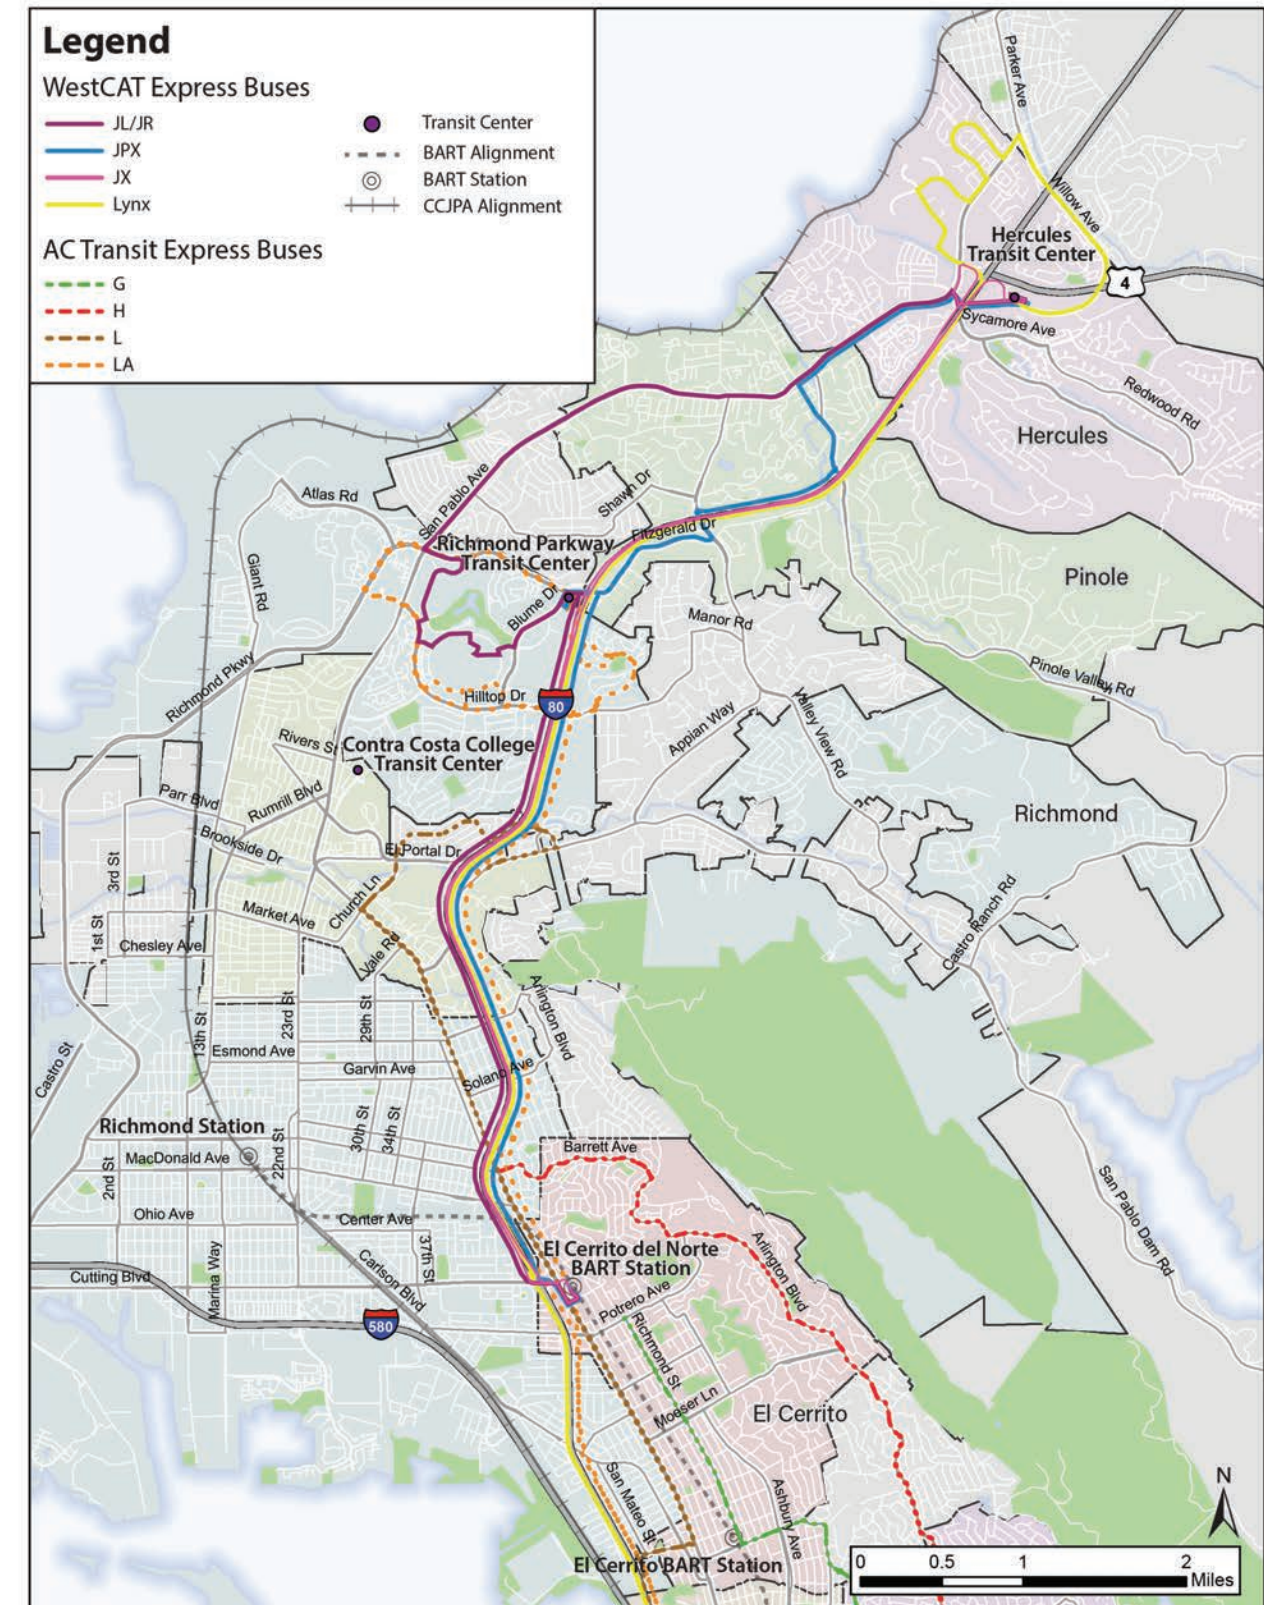 Legend
WestCAT Express Buses
JL/JR
JPX
JX
Lynx
Transit Center
BART Alignment
BART Station
CCJPA Alignment
AC Transit Express Buses
G
H
L
LA
Parker Ave
Willow Ave
Hercules
Transit Center
4
Sycamore Ave
Redwood Rd
Hercules
Atlas Rd
San Pablo Ave
Shawn Dr
Fitzgerald Dr
Richmond Parkway
Transit Center
Giant Rd
Blume Dr
Pinole
Manor Rd
Pinole Valley Rd
Richmond Pkwy
Hilltop Dr
80
Appian Way
Valley View Rd
Rivers St
Contra Costa College
Transit Center
Parr Blvd
Rumrill Blvd
Richmond
Brookside Dr
El Portal Dr
3rd St
Church Ln
Market Ave
1st St
Chesley Ave
Vale Rd
Castro Ranch Rd
Arlington Blvd
23rd St
29th St
13th St
Esmond Ave
Castro St
Garvin Ave
Solano Ave
Richmond Station
30th St
34th St
22nd St
Barrett Ave
MacDonald Ave
2nd St
San Pablo Dam Rd
Ohio Ave
Center Ave
El Cerrito del Norte
BART Station
Arlington Blvd
Cutting Blvd
Marina Way
Carlson Blvd
37th St
Potrero Ave
580
Richmond St
Moeser Ln
El Cerrito
San Mateo St
Ashbury Ave
N
El Cerrito BART Station
0 0.5 1 2
Miles